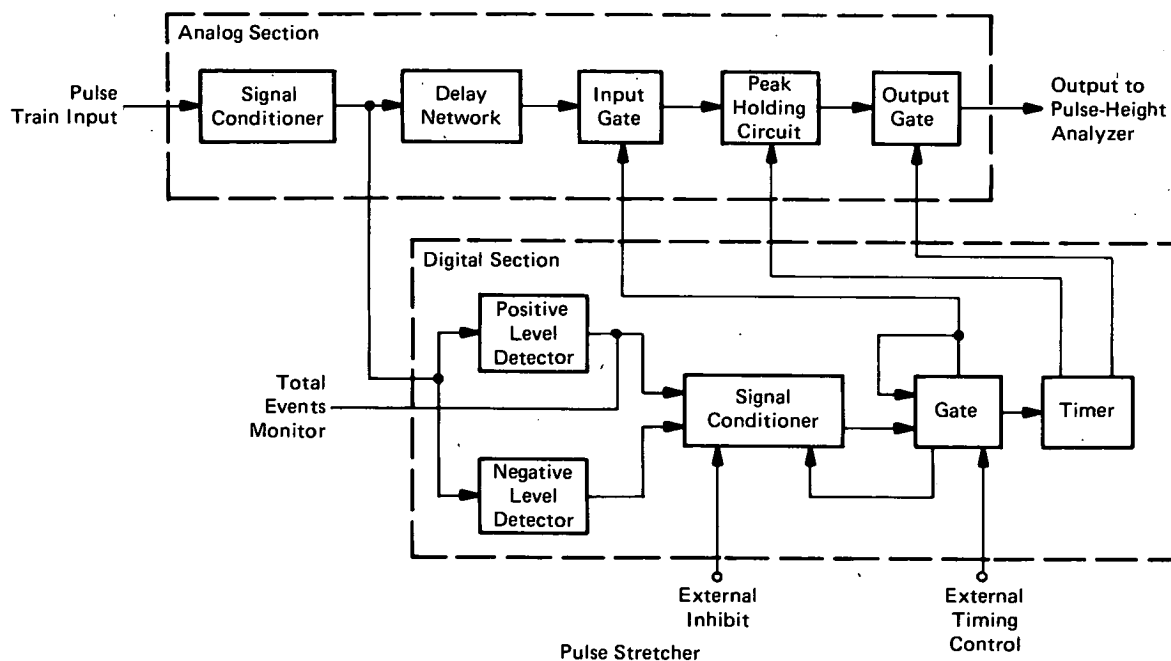 Analog Section
Pulse
Train Input
Signal
Conditioner
Delay
Network
Input
Gate
Peak
Holding
Circuit
Output
Gate
Output to
Pulse-Height
Analyzer
Digital Section
Positive
Level
Detector
Total
Events
Monitor
Negative
Level
Detector
Signal
Conditioner
Gate
Timer
External
Inhibit
External
Timing
Control
Pulse Stretcher